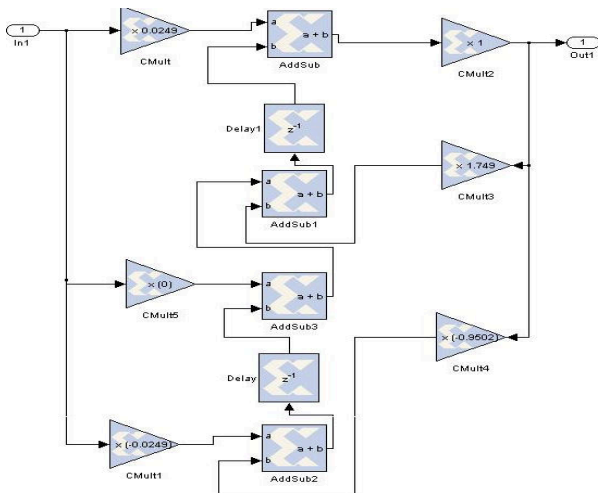 1
In1
× 0.0249
CMult
a
b
a + b
AddSub
× 1
CMult2
1
Out1
Delay1
z⁻¹
a
b
a + b
AddSub1
× 1.749
CMult3
× (0)
CMult5
a
b
a + b
AddSub3
× (-0.9502)
CMult4
Delay
z⁻¹
× (-0.0249)
CMult1
a
b
a + b
AddSub2